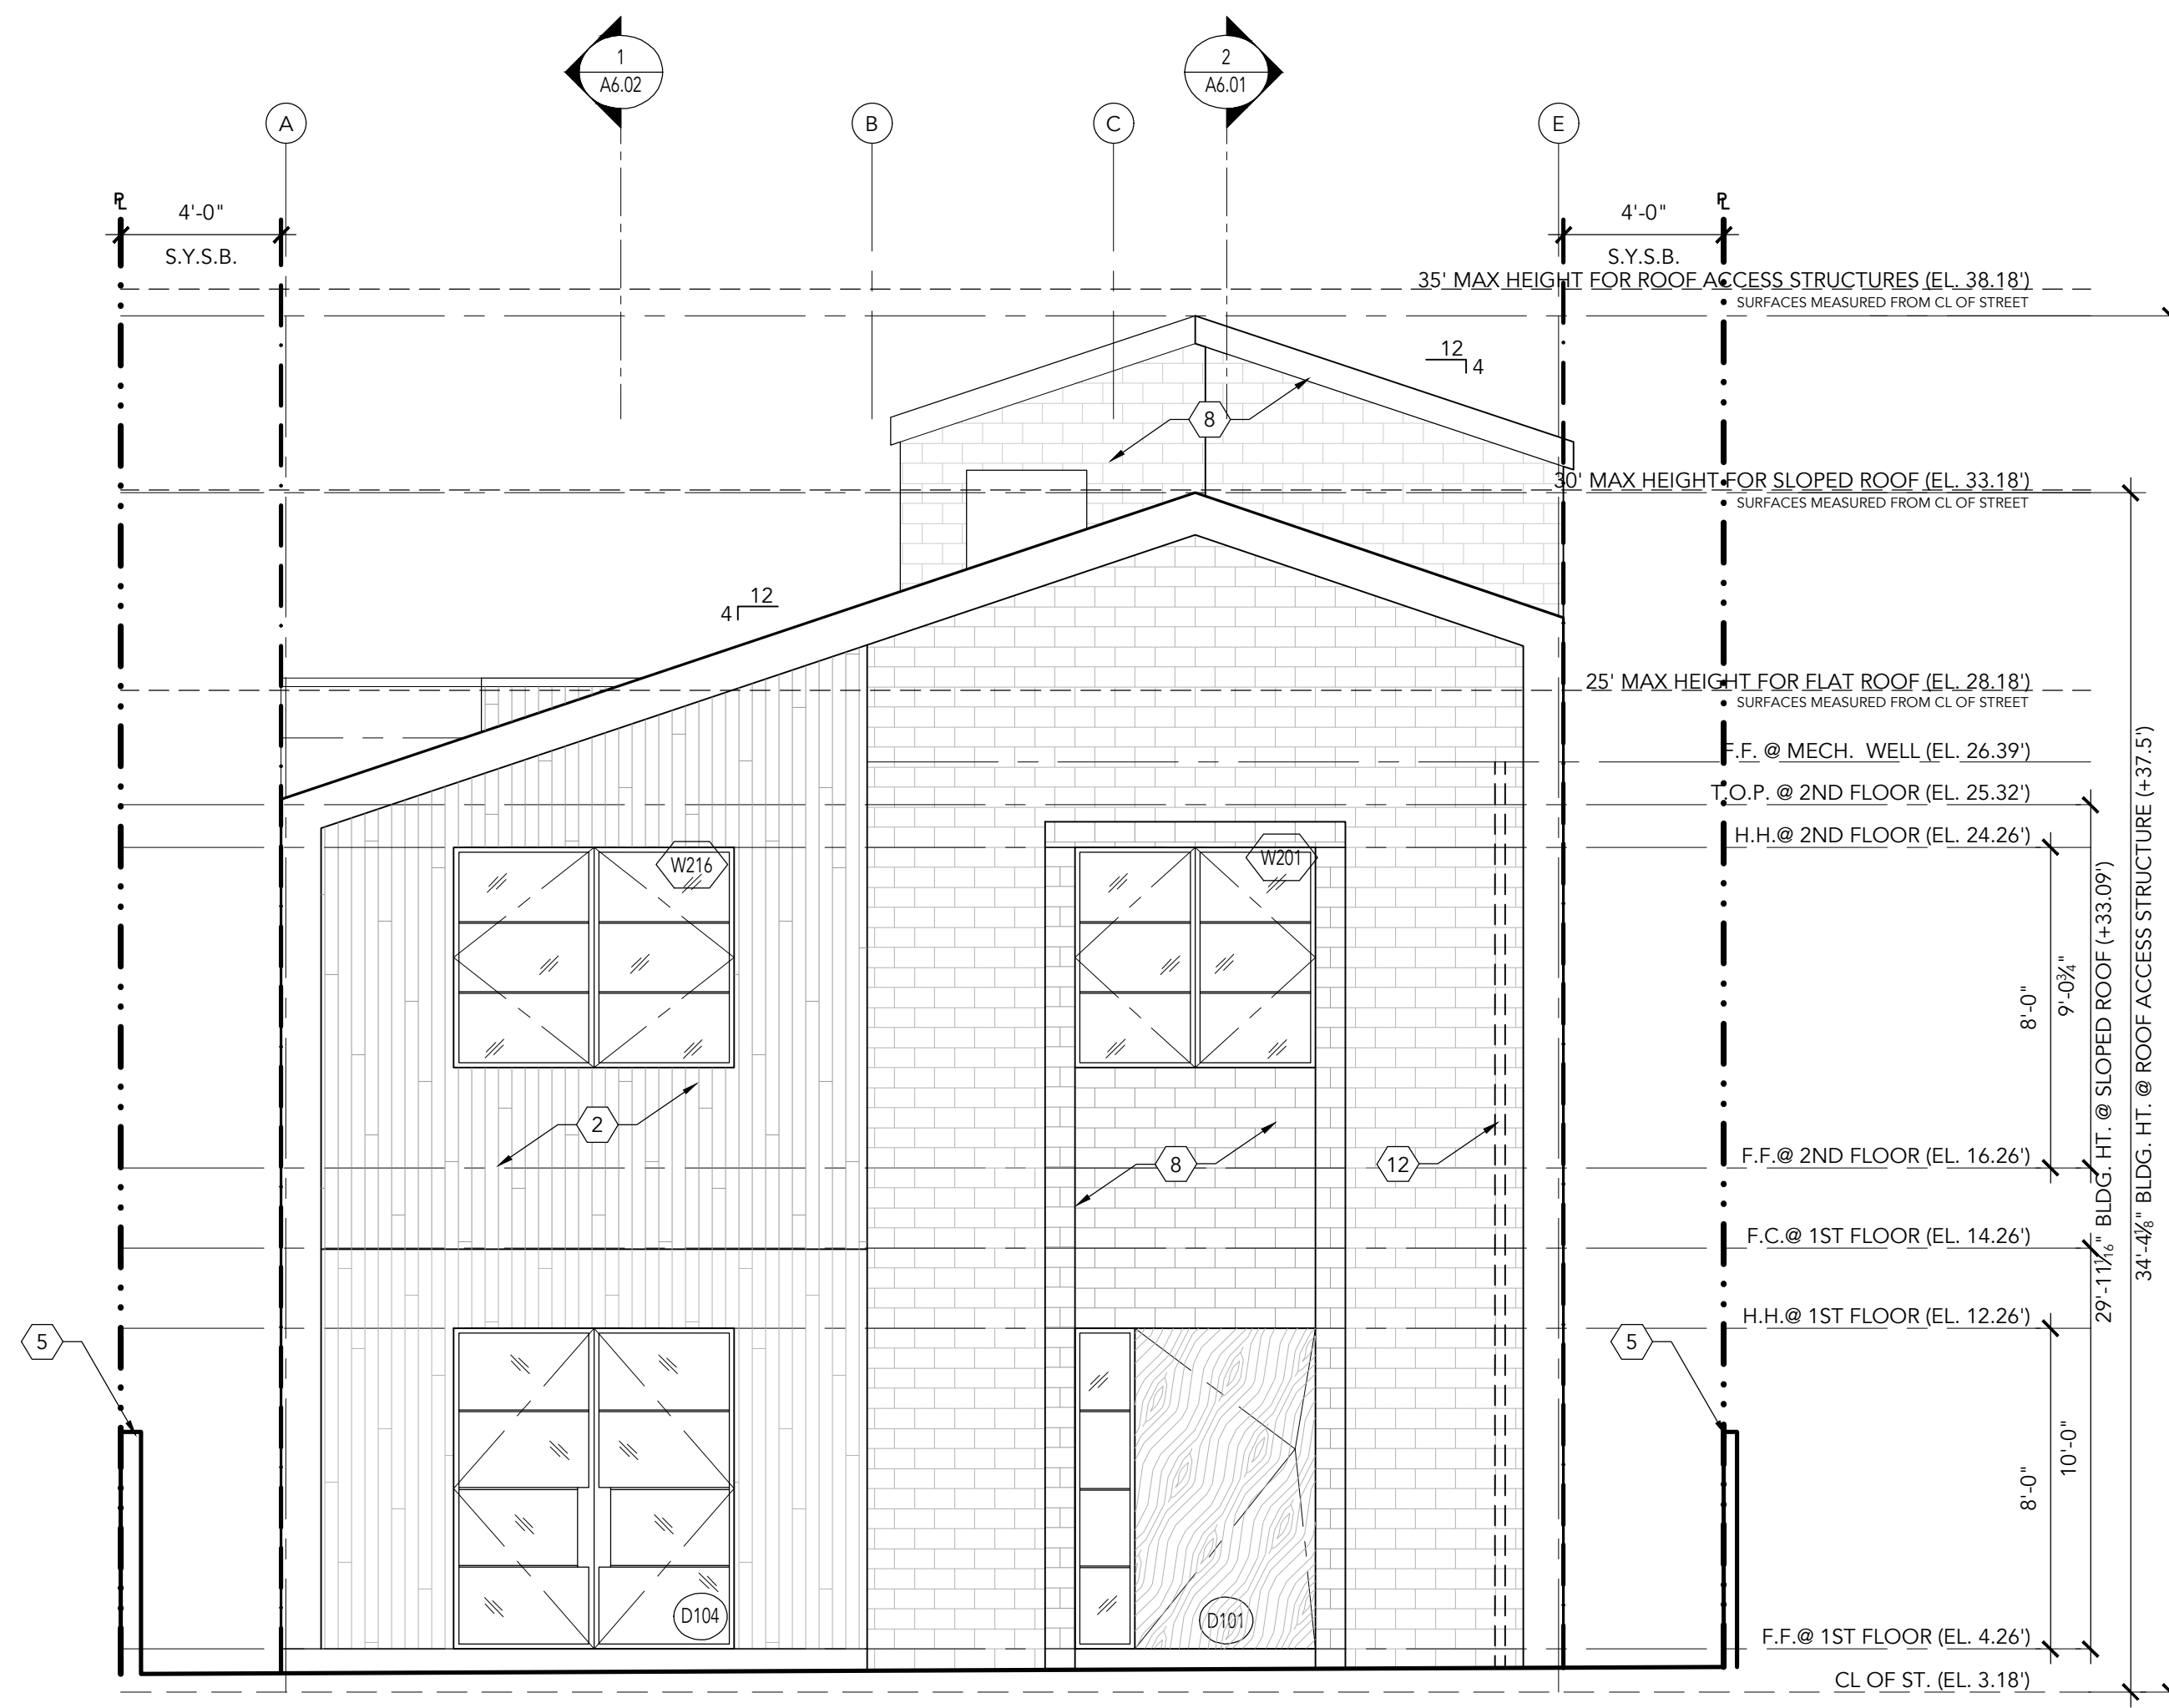 1
A6.02
2
A6.01
A
B
C
E
PL
4'-0"
S.Y.S.B.
PL
4'-0"
S.Y.S.B.
35' MAX HEIGHT FOR ROOF ACCESS STRUCTURES (EL. 38.18')
SURFACES MEASURED FROM CL OF STREET
12
4
8
30' MAX HEIGHT FOR SLOPED ROOF (EL. 33.18')
SURFACES MEASURED FROM CL OF STREET
12
4
25' MAX HEIGHT FOR FLAT ROOF (EL. 28.18')
SURFACES MEASURED FROM CL OF STREET
F.F. @ MECH. WELL (EL. 26.39')
T.O.P. @ 2ND FLOOR (EL. 25.32')
H.H.@ 2ND FLOOR (EL. 24.26')
W216
W201
8'-0"
9'-0¾"
29'-11 1/16" BLDG. HT. @ SLOPED ROOF (+33.09')
34'-4⅛" BLDG. HT. @ ROOF ACCESS STRUCTURE (+37.5')
2
8
12
F.F.@ 2ND FLOOR (EL. 16.26')
F.C.@ 1ST FLOOR (EL. 14.26')
H.H.@ 1ST FLOOR (EL. 12.26')
5
5
8'-0"
10'-0"
D104
D101
F.F.@ 1ST FLOOR (EL. 4.26')
CL OF ST. (EL. 3.18')